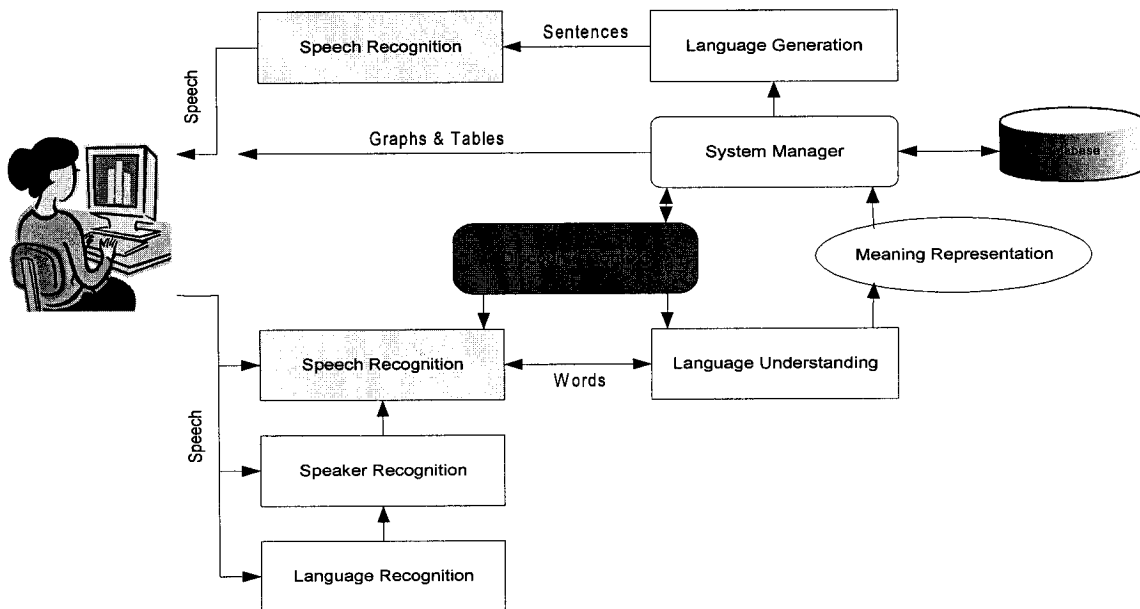 Sentences
Speech Recognition
Language Generation
Speech
Graphs & Tables
System Manager
Meaning Representation
Speech Recognition
Words
Language Understanding
Speech
Speaker Recognition
Language Recognition